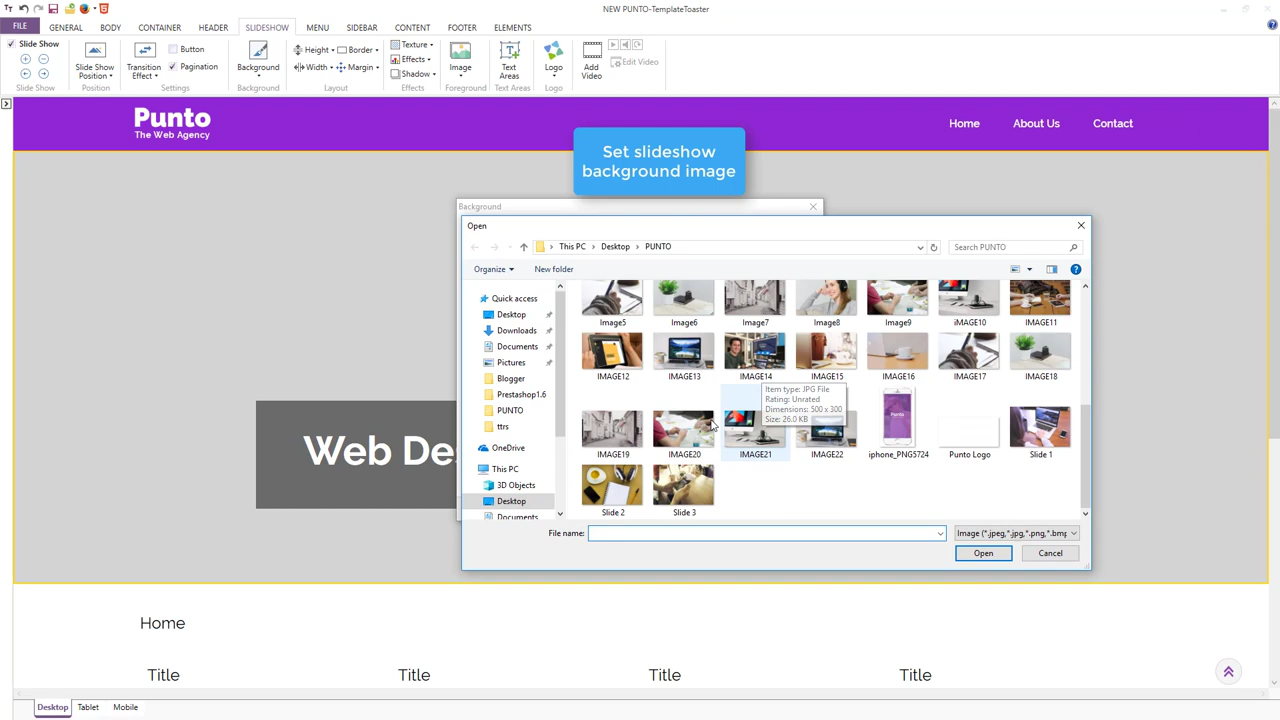 NEW PUNTO-TemplateToaster
FILE
GENERAL
BODY
CONTAINER
HEADER
SLIDESHOW
MENU
SIDEBAR
CONTENT
FOOTER
ELEMENTS
Slide Show
Slide Show
Slide Show
Position
Position
Transition
Effect
Button
Pagination
Settings
Background
Background
Height
Border
Width
Margin
Layout
Texture
Effects
Shadow
Effects
Image
Foreground
Text
Areas
Text Areas
Logo
Logo
Add
Video
Edit Video
Punto
The Web Agency
Home
About Us
Contact
Set slideshow
background image
Background
Open
This PC
Desktop
PUNTO
Search PUNTO
Organize
New folder
Quick access
Desktop
Downloads
Documents
Pictures
Blogger
Prestashop1.6
PUNTO
ttrs
OneDrive
This PC
3D Objects
Desktop
Documents
Image5
Image6
Image7
Image8
Image9
iMAGE10
IMAGE11
IMAGE12
IMAGE13
IMAGE14
IMAGE15
IMAGE16
IMAGE17
IMAGE18
Item type: JPG File
Rating: Unrated
Dimensions: 500 x 300
Size: 26.0 KB
IMAGE19
IMAGE20
IMAGE21
IMAGE22
iphone_PNG5724
Punto Logo
Slide 1
Slide 2
Slide 3
File name:
Image (*.jpeg,*.jpg,*.png,*.bmp
Open
Cancel
Web De
Home
Title
Title
Title
Title
Desktop
Tablet
Mobile